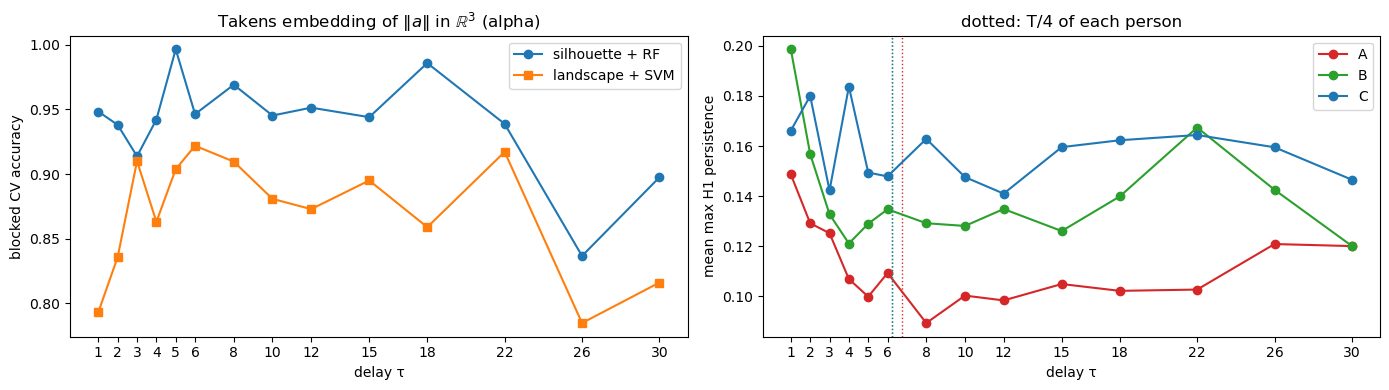 Takens embedding of ‖a‖ in ℝ³ (alpha)
silhouette + RF
landscape + SVM
blocked CV accuracy
1.00
0.95
0.90
0.85
0.80
1 2 3 4 5 6 8 10 12 15 18 22 26 30
delay τ
dotted: T/4 of each person
A
B
C
mean max H1 persistence
0.20
0.18
0.16
0.14
0.12
0.10
1 2 3 4 5 6 8 10 12 15 18 22 26 30
delay τ